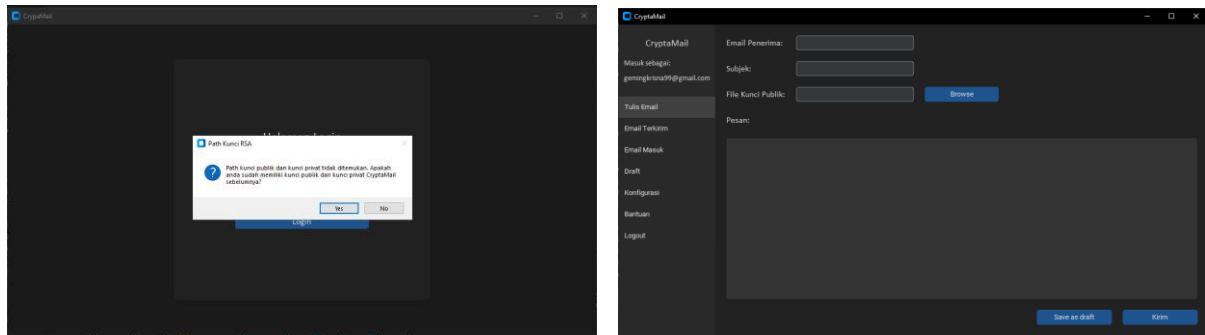 CryptaMail
Path Kunci RSA
Path kunci publik dan kunci privat tidak ditemukan. Apakah
anda sudah memiliki kunci publik dan kunci privat CryptaMail
sebelumnya?
Yes No
Login
CryptaMail
CryptaMail
Masuk sebagai:
gemingkrisna99@gmail.com
Tulis Email
Email Terkirim
Email Masuk
Draft
Konfigurasi
Bantuan
Logout
Email Penerima:
Subjek:
File Kunci Publik: Browse
Pesan:
Save as draft Kirim